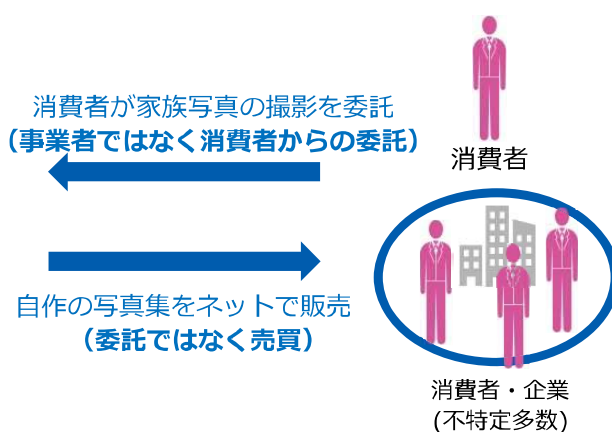 消費者が家族写真の撮影を委託
（事業者ではなく消費者からの委託）
消費者
自作の写真集をネットで販売
（委託ではなく売買）
消費者・企業
(不特定多数)